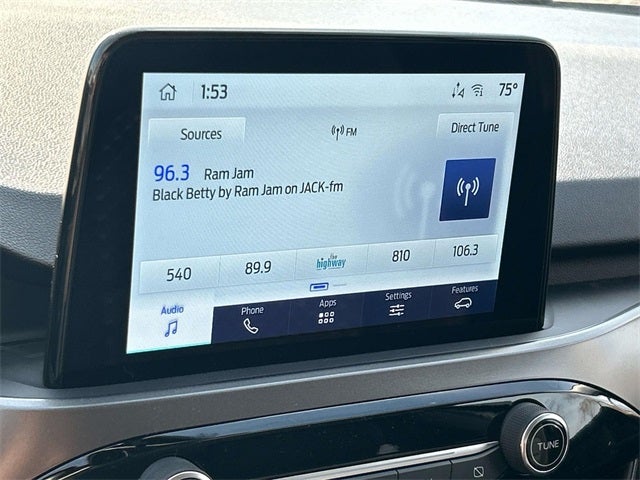 1:53 75°
Sources FM Direct Tune
96.3 Ram Jam
Black Betty by Ram Jam on JACK-fm
540 89.9 the highway 810 106.3
Audio Phone Apps Settings Features
TUNE